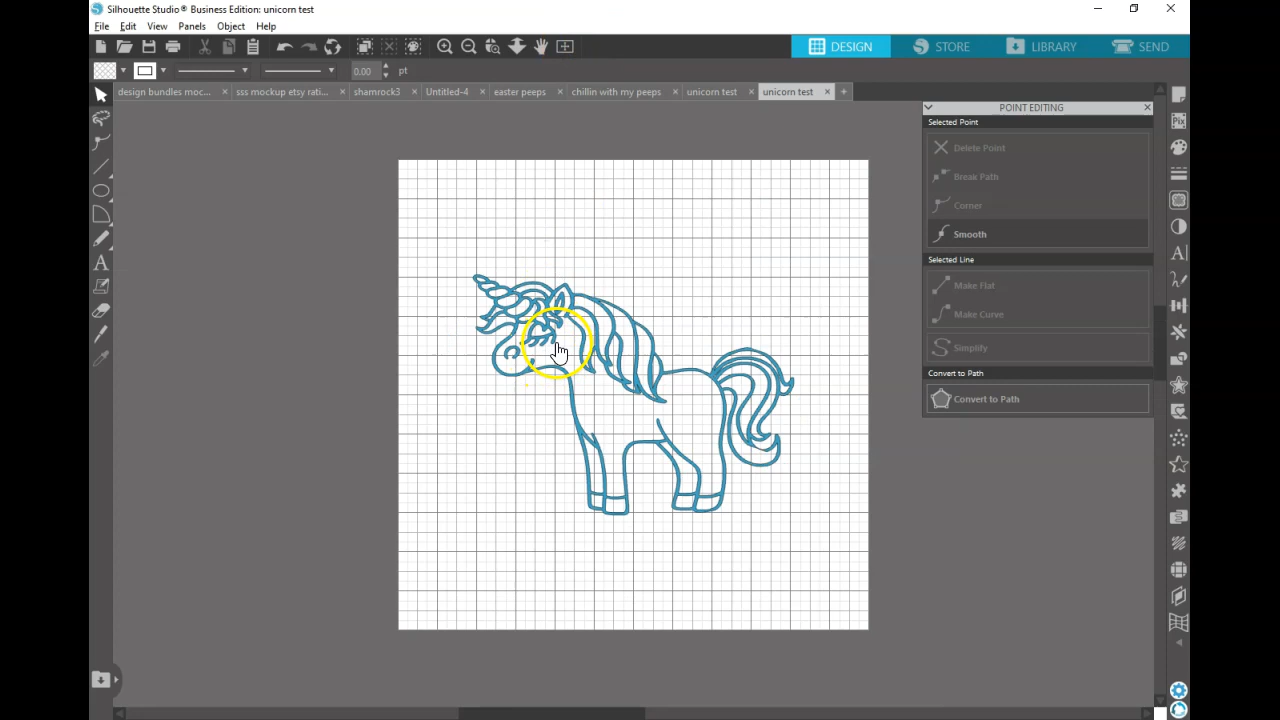 Silhouette Studio® Business Edition: unicorn test
File Edit View Panels Object Help
DESIGN STORE LIBRARY SEND
0.00 pt
design bundles moc... sss mockup etsy rati... shamrock3 Untitled-4 easter peeps chillin with my peeps unicorn test unicorn test
POINT EDITING
Selected Point
Delete Point
Break Path
Corner
Smooth
Selected Line
Make Flat
Make Curve
Simplify
Convert to Path
Convert to Path